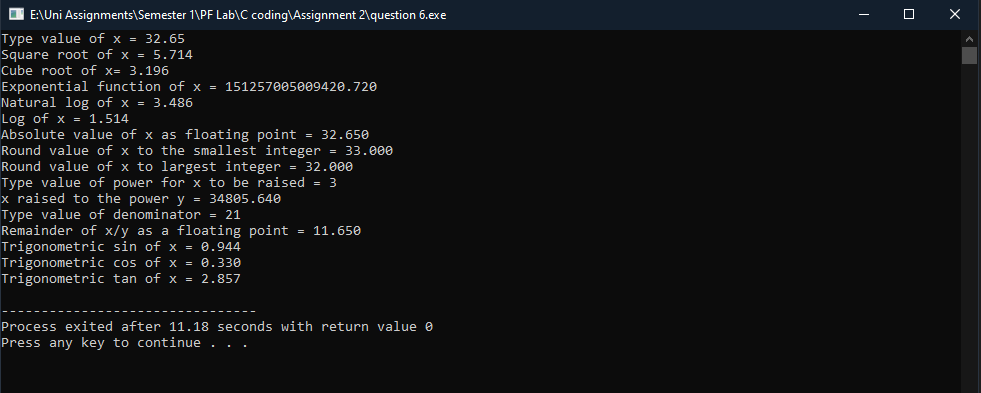 E:\Uni Assignments\Semester 1\PF Lab\C coding\Assignment 2\question 6.exe
Type value of x = 32.65
Square root of x = 5.714
Cube root of x= 3.196
Exponential function of x = 151257005009420.720
Natural log of x = 3.486
Log of x = 1.514
Absolute value of x as floating point = 32.650
Round value of x to the smallest integer = 33.000
Round value of x to largest integer = 32.000
Type value of power for x to be raised = 3
x raised to the power y = 34805.640
Type value of denominator = 21
Remainder of x/y as a floating point = 11.650
Trigonometric sin of x = 0.944
Trigonometric cos of x = 0.330
Trigonometric tan of x = 2.857
--------------------------------
Process exited after 11.18 seconds with return value 0
Press any key to continue . . .